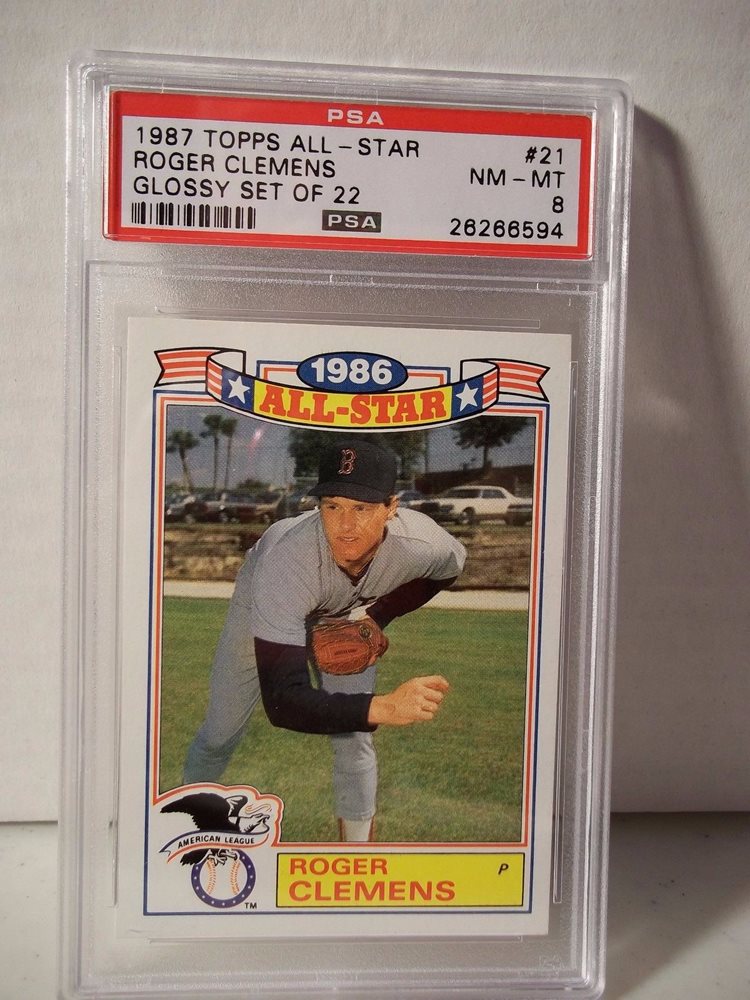 PSA
1987 TOPPS ALL-STAR #21
ROGER CLEMENS NM-MT
GLOSSY SET OF 22 8
PSA 26266594
1986
ALL-STAR
B
AMERICAN LEAGUE
TM
ROGER P
CLEMENS